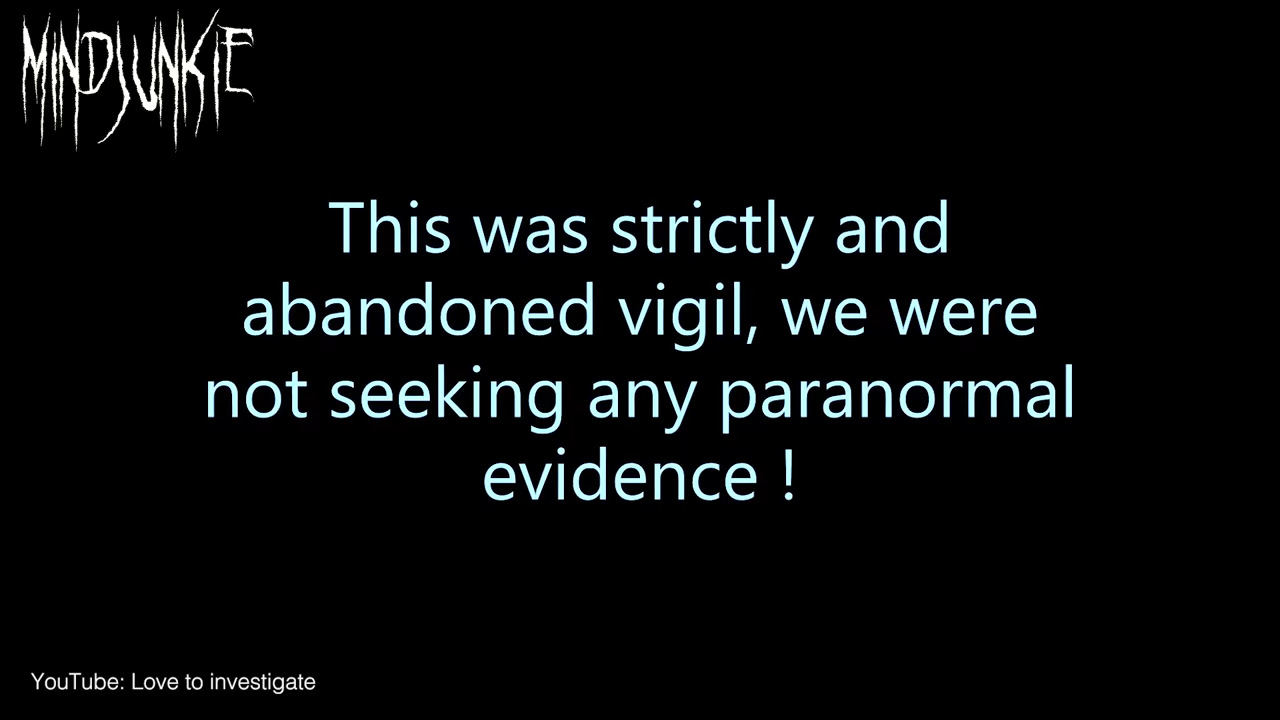 MINDJUNKIE
This was strictly and
abandoned vigil, we were
not seeking any paranormal
evidence !
YouTube: Love to investigate